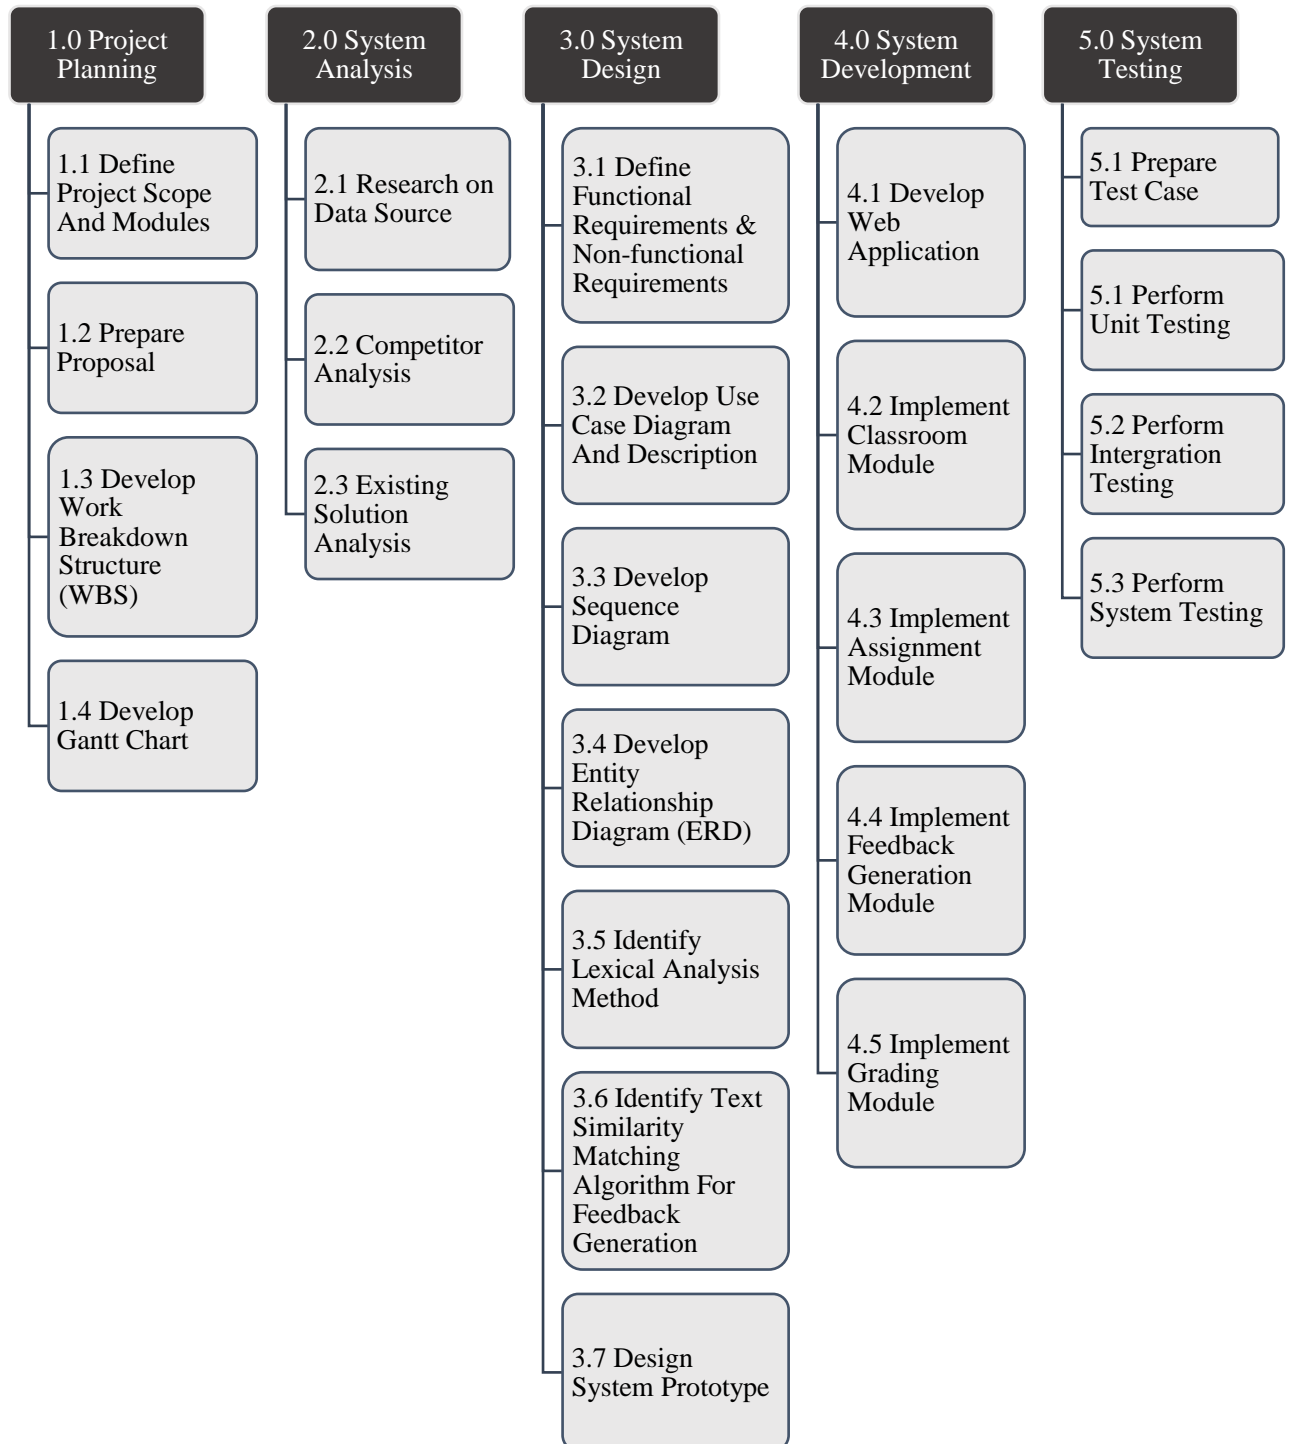 1.0 Project
Planning
1.1 Define
Project Scope
And Modules
1.2 Prepare
Proposal
1.3 Develop
Work
Breakdown
Structure
(WBS)
1.4 Develop
Gantt Chart
2.0 System
Analysis
2.1 Research on
Data Source
2.2 Competitor
Analysis
2.3 Existing
Solution
Analysis
3.0 System
Design
3.1 Define
Functional
Requirements &
Non-functional
Requirements
3.2 Develop Use
Case Diagram
And Description
3.3 Develop
Sequence
Diagram
3.4 Develop
Entity
Relationship
Diagram (ERD)
3.5 Identify
Lexical Analysis
Method
3.6 Identify Text
Similarity
Matching
Algorithm For
Feedback
Generation
3.7 Design
System Prototype
4.0 System
Development
4.1 Develop
Web
Application
4.2 Implement
Classroom
Module
4.3 Implement
Assignment
Module
4.4 Implement
Feedback
Generation
Module
4.5 Implement
Grading
Module
5.0 System
Testing
5.1 Prepare
Test Case
5.1 Perform
Unit Testing
5.2 Perform
Intergration
Testing
5.3 Perform
System Testing